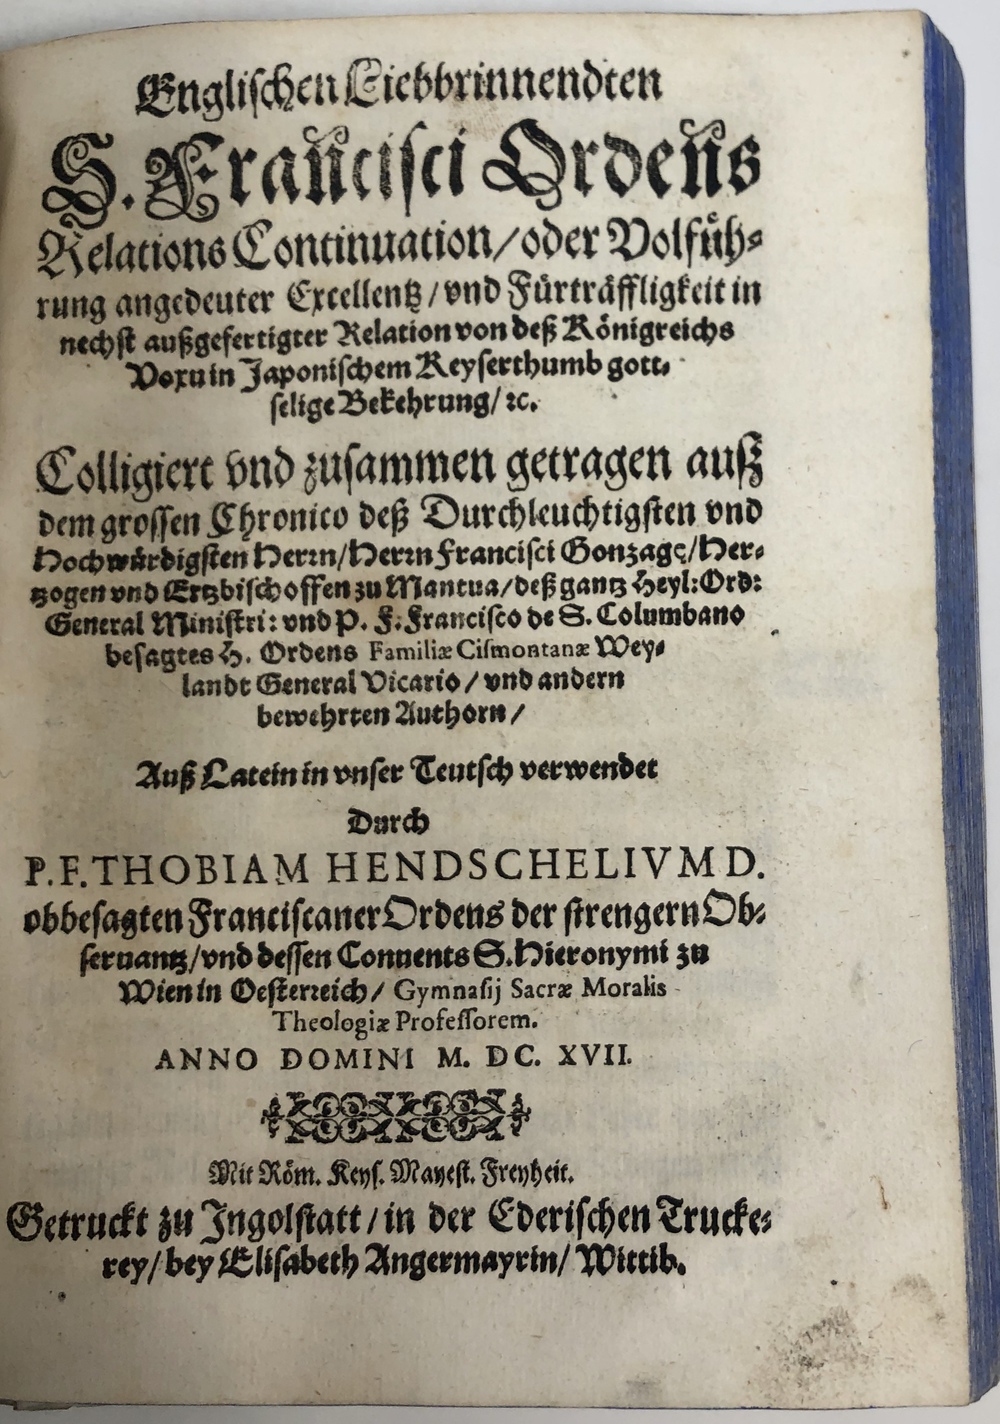 Englischen Liebbrinnendten
S. Frañcisci Ordeñs
Relations Continuation/oder Volfüh-
rung angedeuter Excellentz/vnd Fürträffligkeit in
nechst außgefertigter Relation von deß Königreichs
Voxu in Japonischem Keyserthumb gott-
selige Bekehrung/ꝛc.
Colligiert vnd zusammen getragen auß
dem grossen Chronico deß Durchleuchtigsten vnd
Hochwürdigsten Herrn/Herrn Francisci Gonzagę/Her-
tzogen vnd Ertzbischoffen zu Mantua/deß gantz Heyl: Ord:
General Ministri: vnd P. F. Francisco de S. Columbano
besagtes H. Ordens Familiæ Cismontanæ Wey-
landt General Vicario/vnd andern
bewehrten Authorn/
Auß Latein in vnser Teutsch verwendet
Durch
P. F. THOBIAM HENDSCHELIVM D.
obbesagten Franciscaner Ordens der strengern Ob-
seruantz/vnd dessen Conuents S. Hieronymi zu
Wien in Oesterreich/ Gymnasij Sacræ Moralis
Theologiæ Professorem.
ANNO DOMINI M. DC. XVII.
Mit Röm. Keys. Mayest. Freyheit.
Getruckt zu Ingolstatt/in der Ederischen Trucke-
rey/bey Elisabeth Angermayrin/Wittib.